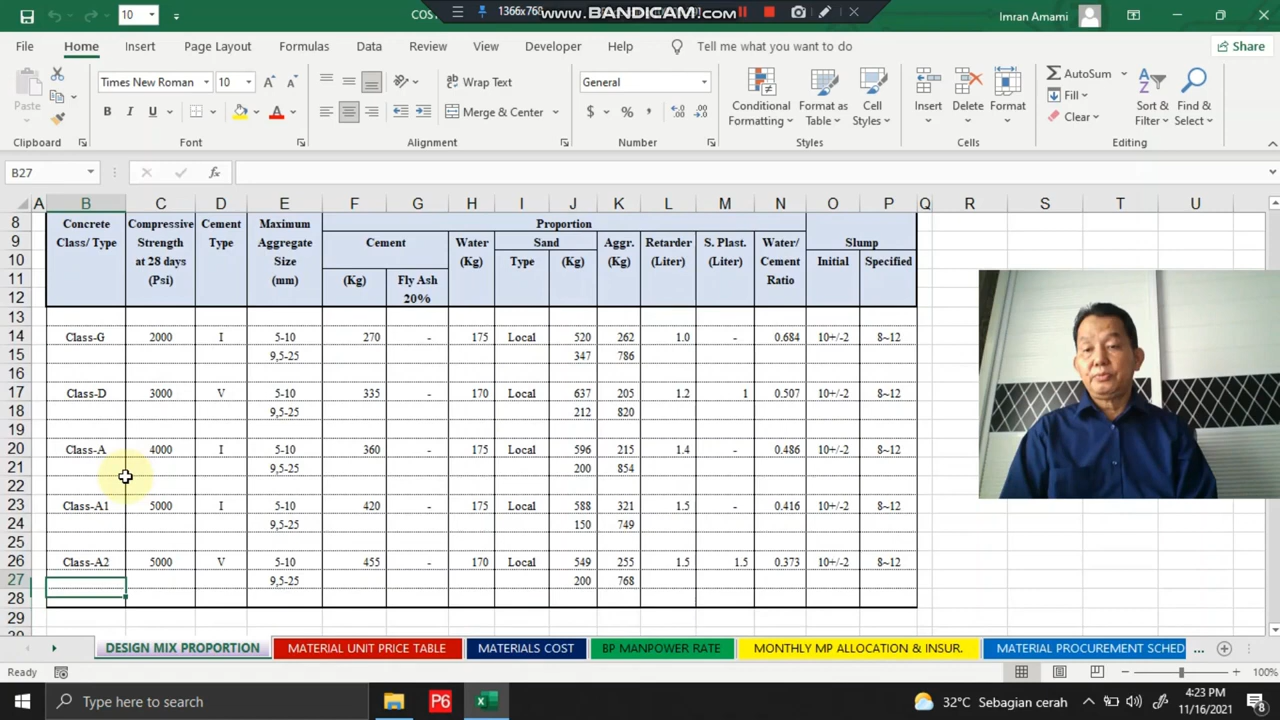 10
COS
1366x768
www.BANDICAM.com
Imran Amami
File Home Insert Page Layout Formulas Data Review View Developer Help Tell me what you want to do Share
Paste
Times New Roman 10
B I U
Wrap Text
Merge & Center
General
$ % ,
Conditional Formatting
Format as Table
Cell Styles
Insert Delete Format
AutoSum
Fill
Clear
Sort & Filter
Find & Select
Clipboard Font Alignment Number Styles Cells Editing
B27 fx
A B C D E F G H I J K L M N O P Q R S T U
8 Concrete Compressive Cement Maximum Proportion
9 Class/ Type Strength Type Aggregate Cement Water Sand Aggr. Retarder S. Plast. Water/ Slump
10 at 28 days Size (Kg) Type (Kg) (Kg) (Liter) (Liter) Cement Initial Specified
11 (Psi) (mm) (Kg) Fly Ash Ratio
12 20%
13
14 Class-G 2000 I 5-10 270 - 175 Local 520 262 1.0 - 0.684 10+/-2 8~12
15 9,5-25 347 786
16
17 Class-D 3000 V 5-10 335 - 170 Local 637 205 1.2 1 0.507 10+/-2 8~12
18 9,5-25 212 820
19
20 Class-A 4000 I 5-10 360 - 175 Local 596 215 1.4 - 0.486 10+/-2 8~12
21 9,5-25 200 854
22
23 Class-A1 5000 I 5-10 420 - 175 Local 588 321 1.5 - 0.416 10+/-2 8~12
24 9,5-25 150 749
25
26 Class-A2 5000 V 5-10 455 - 170 Local 549 255 1.5 1.5 0.373 10+/-2 8~12
27 9,5-25 200 768
28
29
DESIGN MIX PROPORTION MATERIAL UNIT PRICE TABLE MATERIALS COST BP MANPOWER RATE MONTHLY MP ALLOCATION & INSUR. MATERIAL PROCUREMENT SCHED ...
Ready 100%
Type here to search
P6
32°C Sebagian cerah
4:23 PM
11/16/2021
8